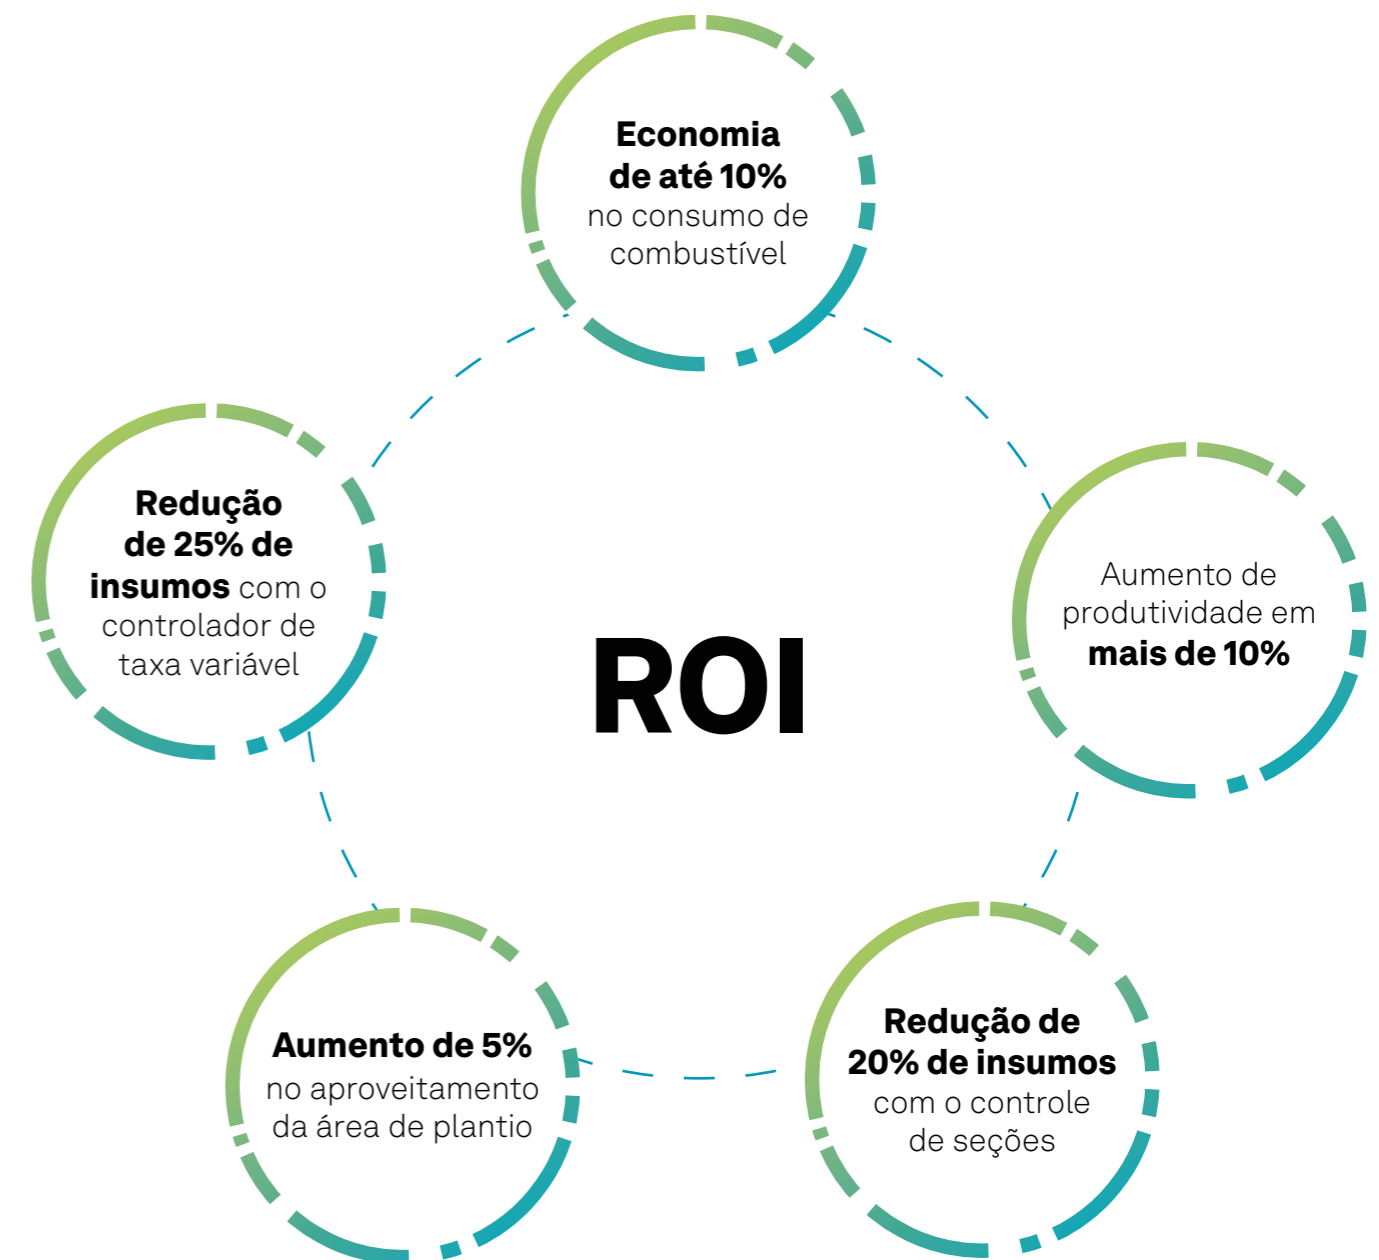 Economia
de até 10%
no consumo de
combustível
Redução
de 25% de
insumos com o
controlador de
taxa variável
Aumento de
produtividade em
mais de 10%
ROI
Aumento de 5%
no aproveitamento
da área de plantio
Redução de
20% de insumos
com o controle
de seções